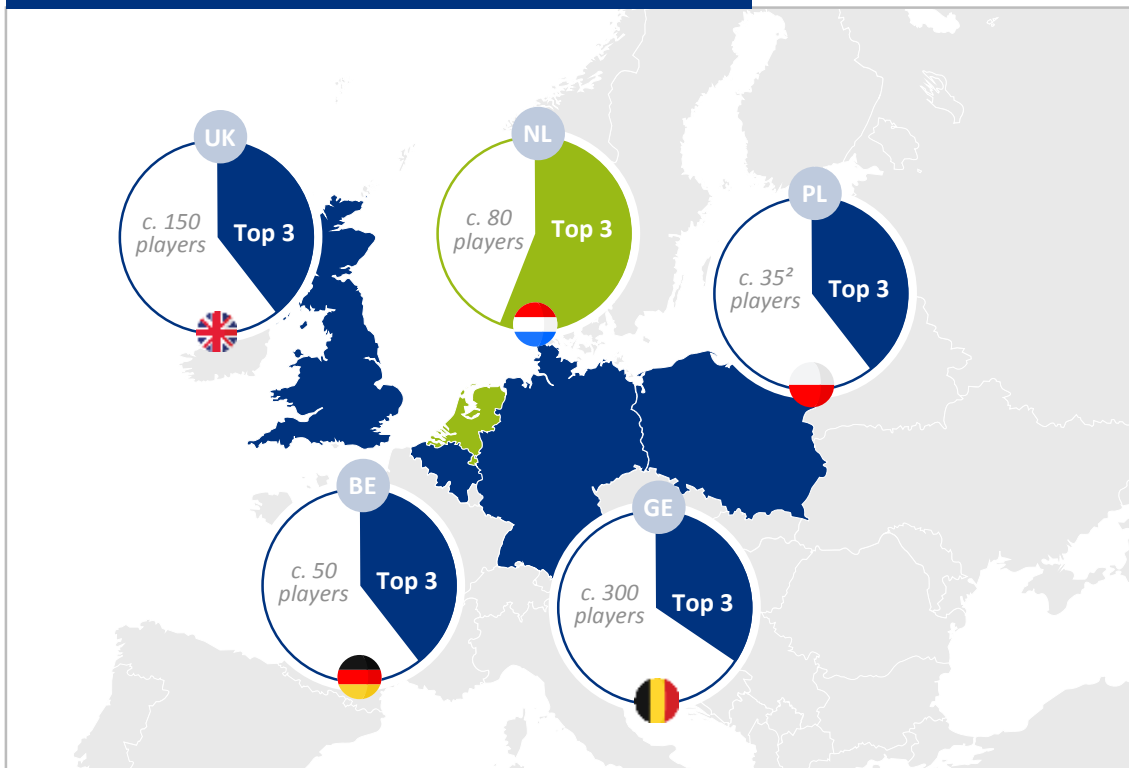 UK
c. 150
players
Top 3
NL
c. 80
players
Top 3
PL
c. 35²
players
Top 3
BE
c. 50
players
Top 3
GE
c. 300
players
Top 3